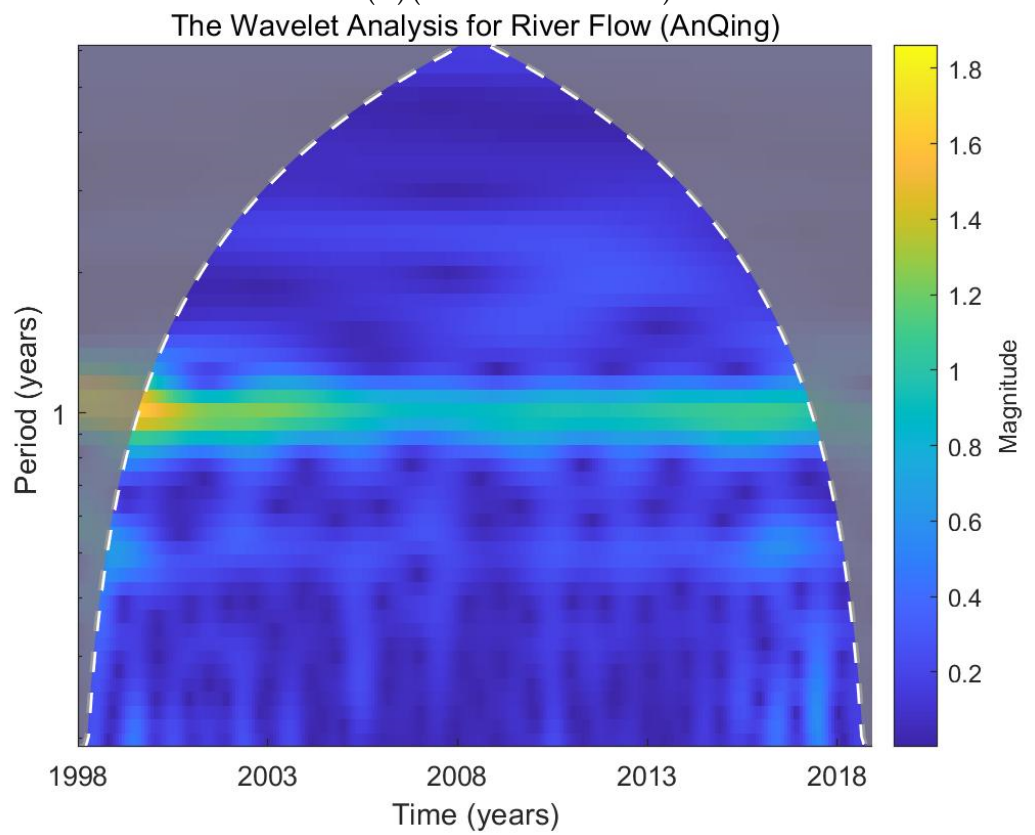 The Wavelet Analysis for River Flow (AnQing)
Period (years)
1
1998 2003 2008 2013 2018
Time (years)
1.8
1.6
1.4
1.2
1
0.8
0.6
0.4
0.2
Magnitude